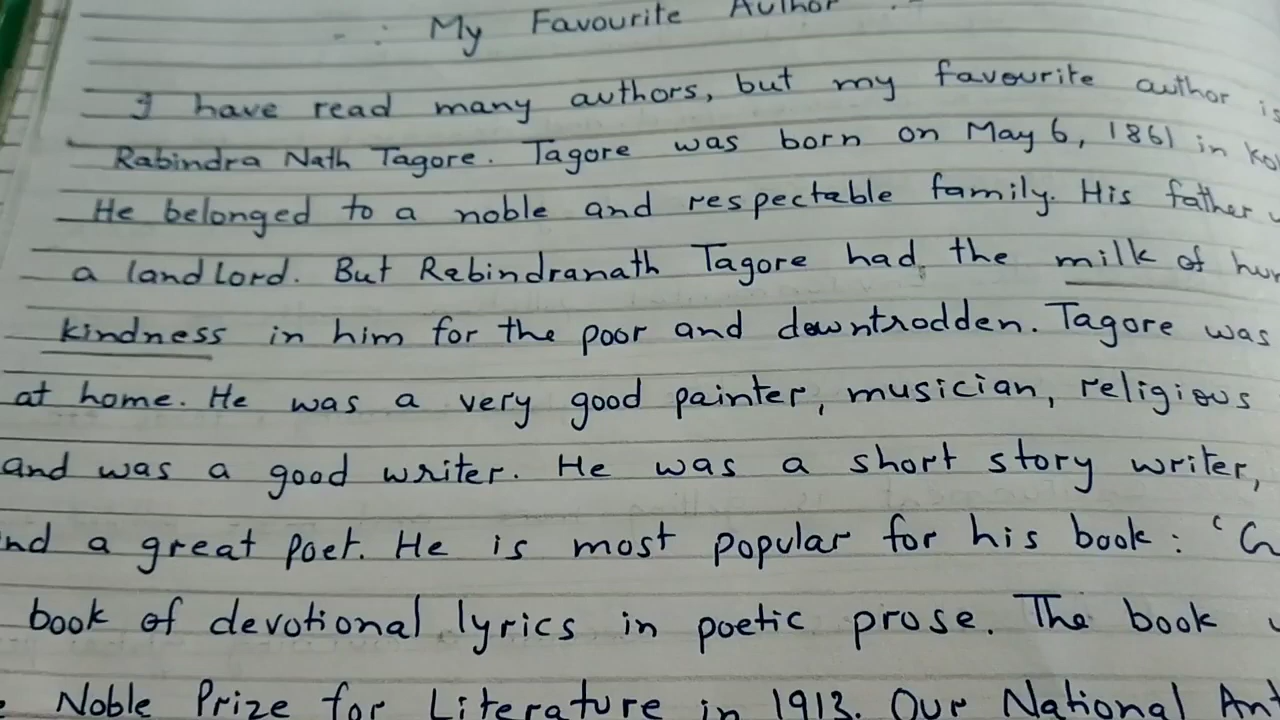 -: My Favourite Author :-
I have read many authors, but my favourite author is
Rabindra Nath Tagore. Tagore was born on May 6, 1861 in
He belonged to a noble and respectable family. His father
a landLord. But Rabindranath Tagore had the milk of
kindness in him for the poor and downtrodden. Tagore was
at home. He was a very good painter, musician, religious
and was a good writer. He was a short story writer,
a great poet. He is most popular for his book : '
book of devotional lyrics in poetic prose. The book
Noble Prize for Literature in 1913. Our National